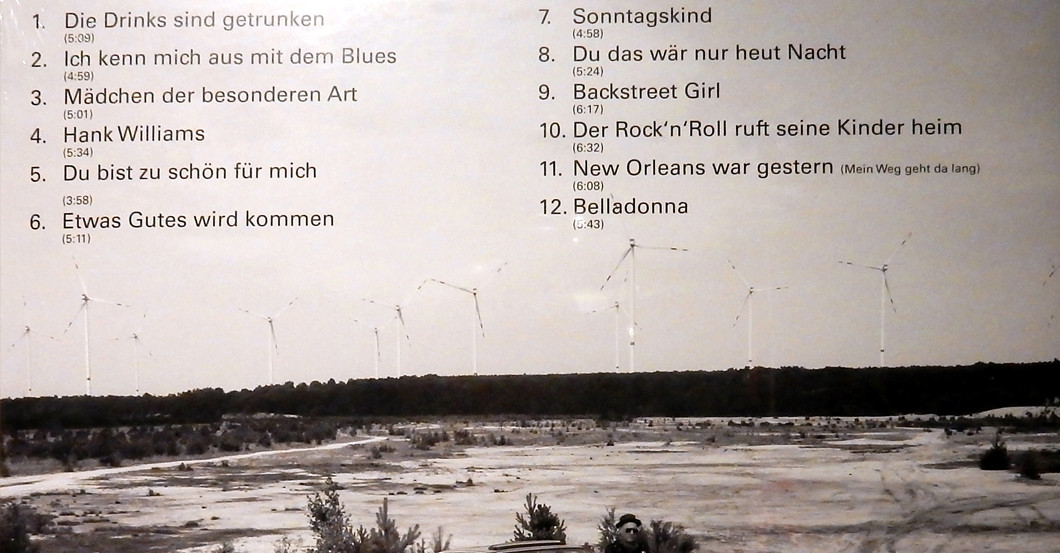 1. Die Drinks sind getrunken
(5:09)
2. Ich kenn mich aus mit dem Blues
(4:59)
3. Mädchen der besonderen Art
(5:01)
4. Hank Williams
(5:34)
5. Du bist zu schön für mich
(3:58)
6. Etwas Gutes wird kommen
(5:11)
7. Sonntagskind
(4:58)
8. Du das wär nur heut Nacht
(5:24)
9. Backstreet Girl
(6:17)
10. Der Rock‘n‘Roll ruft seine Kinder heim
(6:32)
11. New Orleans war gestern (Mein Weg geht da lang)
(6:08)
12. Belladonna
(5:43)